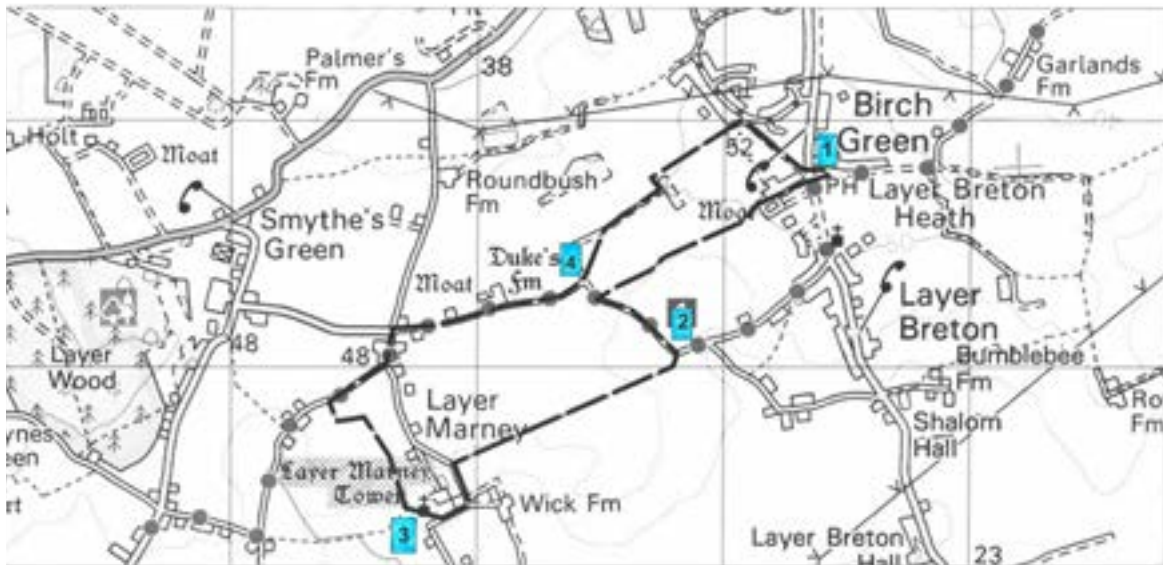 Palmer's
Fm
38
Garlands
Fm
Birch
Green
Holt
Moat
52
1
Roundbush
Fm
PH
Layer Breton
Heath
Smythe's
Green
Duke's
Fm
4
Moat
2
Layer
Breton
48
48
Layer
Wood
Bumblebee
Fm
Layer
Marney
Shalom
Hall
Layer Marney
Tower
Wick Fm
3
Layer Breton
Hall
23